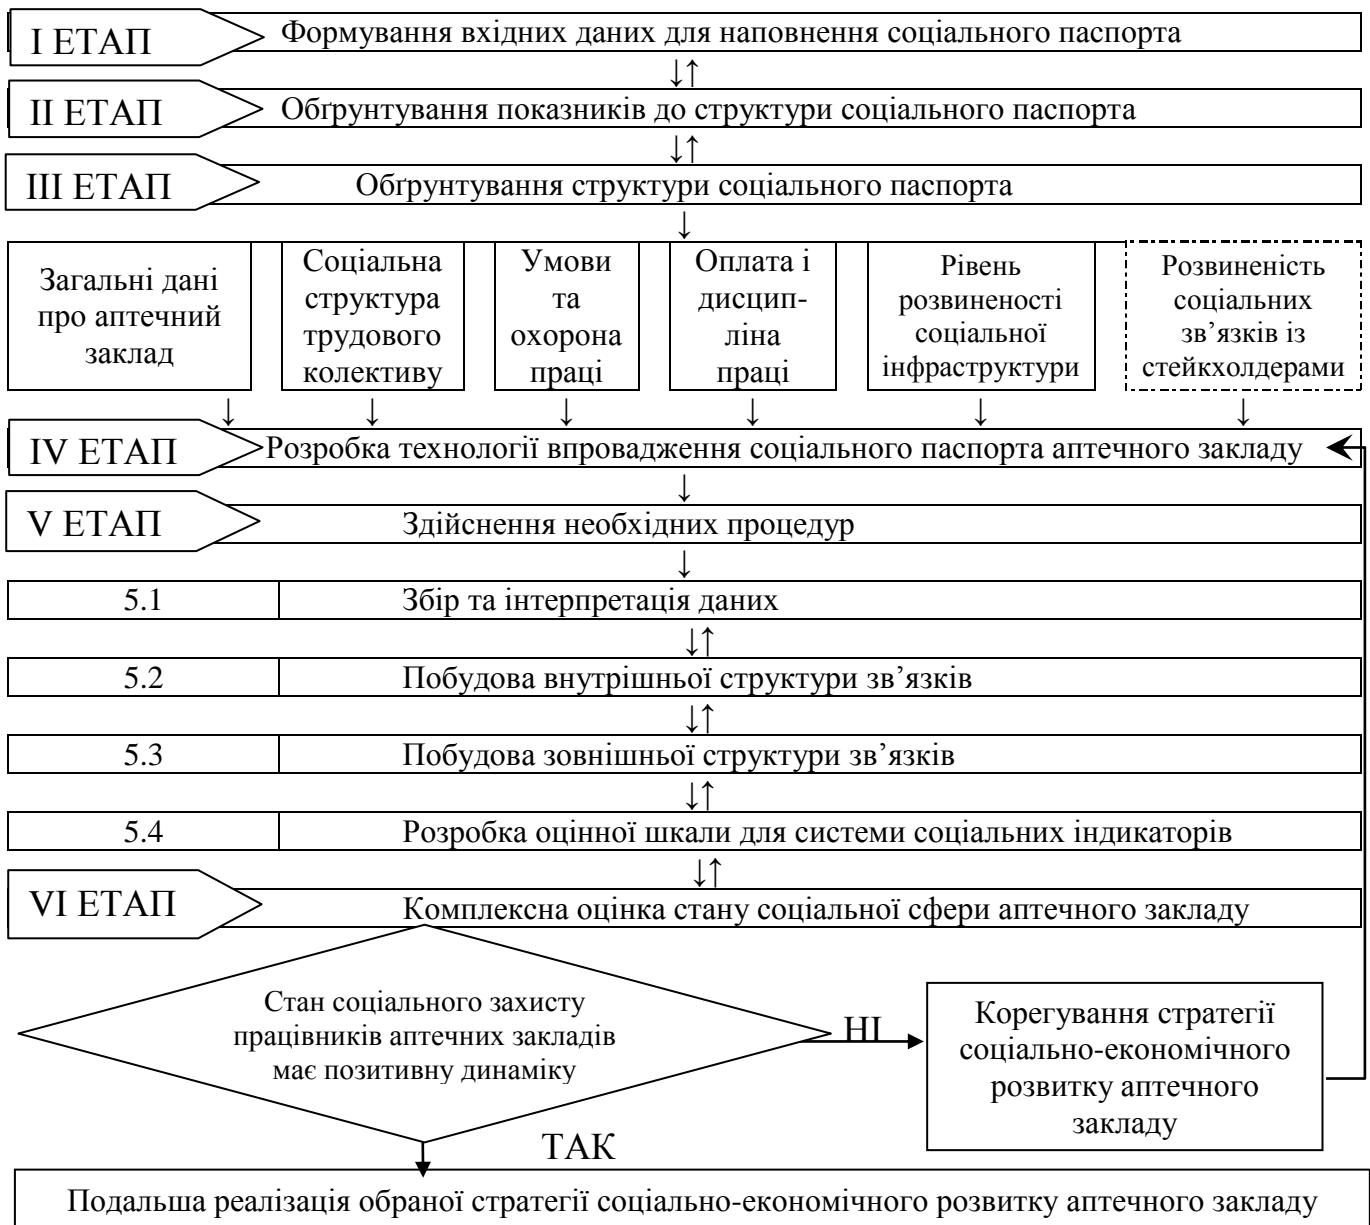 І ЕТАП
Формування вхідних даних для наповнення соціального паспорта
↓↑
ІІ ЕТАП
Обґрунтування показників до структури соціального паспорта
↓↑
ІІІ ЕТАП
Обґрунтування структури соціального паспорта
↓
Загальні дані
про аптечний
заклад
Соціальна
структура
трудового
колективу
Умови
та
охорона
праці
Оплата і
дисцип-
ліна
праці
Рівень
розвиненості
соціальної
інфраструктури
Розвиненість
соціальних
зв’язків із
стейкхолдерами
↓ ↓ ↓ ↓ ↓ ↓
IV ЕТАП
Розробка технології впровадження соціального паспорта аптечного закладу
↓
V ЕТАП
Здійснення необхідних процедур
↓
5.1 Збір та інтерпретація даних
↓↑
5.2 Побудова внутрішньої структури зв’язків
↓↑
5.3 Побудова зовнішньої структури зв’язків
↓↑
5.4 Розробка оцінної шкали для системи соціальних індикаторів
↓↑
VI ЕТАП
Комплексна оцінка стану соціальної сфери аптечного закладу
Стан соціального захисту
працівників аптечних закладів
має позитивну динаміку
НІ
Корегування стратегії
соціально-економічного
розвитку аптечного
закладу
ТАК
Подальша реалізація обраної стратегії соціально-економічного розвитку аптечного закладу